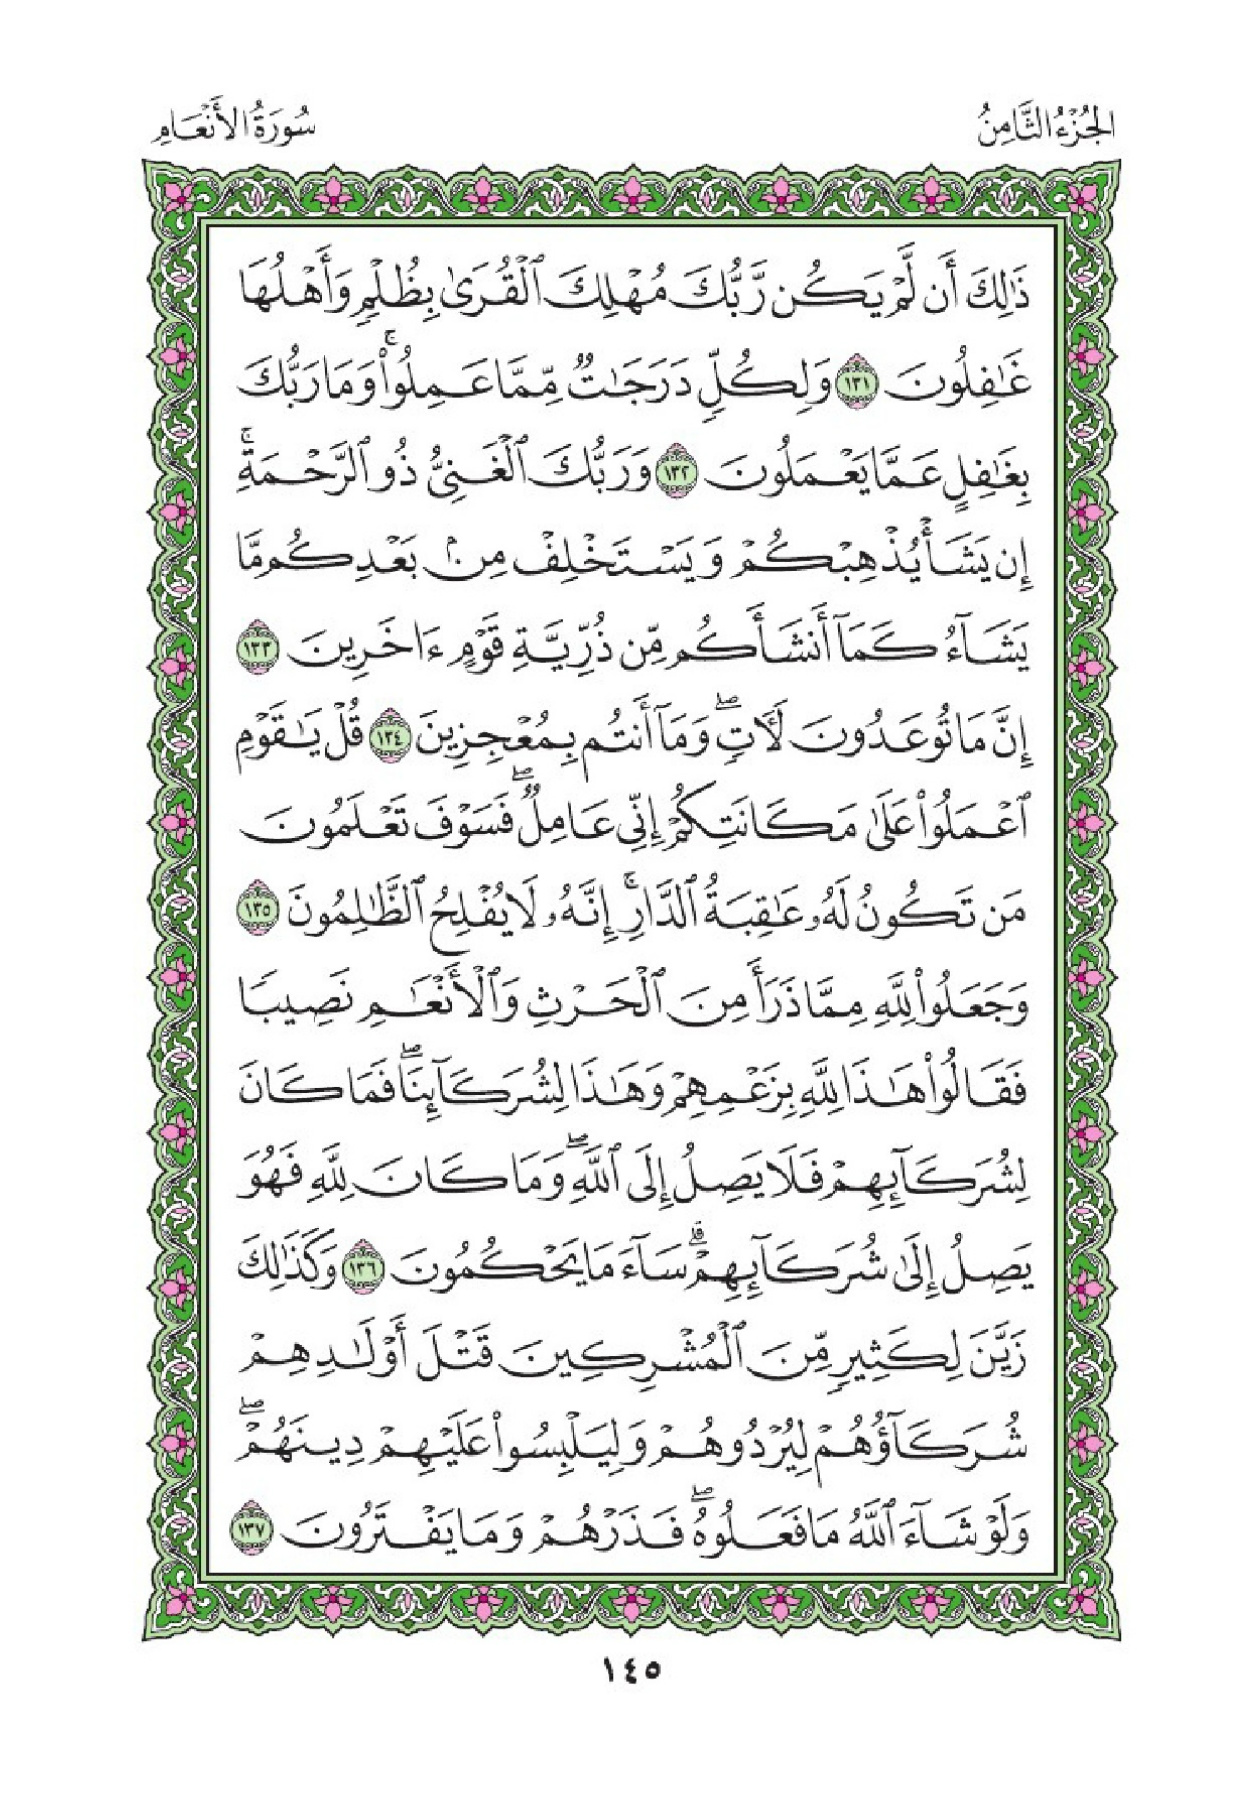 الجُزْءُ الثَّامِنُ
سُورَةُ الأَنْعَامِ
ذَٰلِكَ أَن لَّمْ يَكُن رَّبُّكَ مُهْلِكَ ٱلْقُرَىٰ بِظُلْمٍ وَأَهْلُهَا
غَٰفِلُونَ ١٣١ وَلِكُلٍّ دَرَجَٰتٌ مِّمَّا عَمِلُوا۟ ۚ وَمَا رَبُّكَ
بِغَٰفِلٍ عَمَّا يَعْمَلُونَ ١٣٢ وَرَبُّكَ ٱلْغَنِىُّ ذُو ٱلرَّحْمَةِ ۚ
إِن يَشَأْ يُذْهِبْكُمْ وَيَسْتَخْلِفْ مِنۢ بَعْدِكُم مَّا
يَشَآءُ كَمَآ أَنشَأَكُم مِّن ذُرِّيَّةِ قَوْمٍ ءَاخَرِينَ ١٣٣
إِنَّ مَا تُوعَدُونَ لَءَاتٍ ۖ وَمَآ أَنتُم بِمُعْجِزِينَ ١٣٤ قُلْ يَٰقَوْمِ
ٱعْمَلُوا۟ عَلَىٰ مَكَانَتِكُمْ إِنِّى عَامِلٌ ۖ فَسَوْفَ تَعْلَمُونَ
مَن تَكُونُ لَهُۥ عَٰقِبَةُ ٱلدَّارِ ۚ إِنَّهُۥ لَا يُفْلِحُ ٱلظَّٰلِمُونَ ١٣٥
وَجَعَلُوا۟ لِلَّهِ مِمَّا ذَرَأَ مِنَ ٱلْحَرْثِ وَٱلْأَنْعَٰمِ نَصِيبًا
فَقَالُوا۟ هَٰذَا لِلَّهِ بِزَعْمِهِمْ وَهَٰذَا لِشُرَكَآئِنَا ۖ فَمَا كَانَ
لِشُرَكَآئِهِمْ فَلَا يَصِلُ إِلَى ٱللَّهِ ۖ وَمَا كَانَ لِلَّهِ فَهُوَ
يَصِلُ إِلَىٰ شُرَكَآئِهِمْ ۗ سَآءَ مَا يَحْكُمُونَ ١٣٦ وَكَذَٰلِكَ
زَيَّنَ لِكَثِيرٍ مِّنَ ٱلْمُشْرِكِينَ قَتْلَ أَوْلَٰدِهِمْ
شُرَكَآؤُهُمْ لِيُرْدُوهُمْ وَلِيَلْبِسُوا۟ عَلَيْهِمْ دِينَهُمْ ۖ
وَلَوْ شَآءَ ٱللَّهُ مَا فَعَلُوهُ ۖ فَذَرْهُمْ وَمَا يَفْتَرُونَ ١٣٧
١٤٥